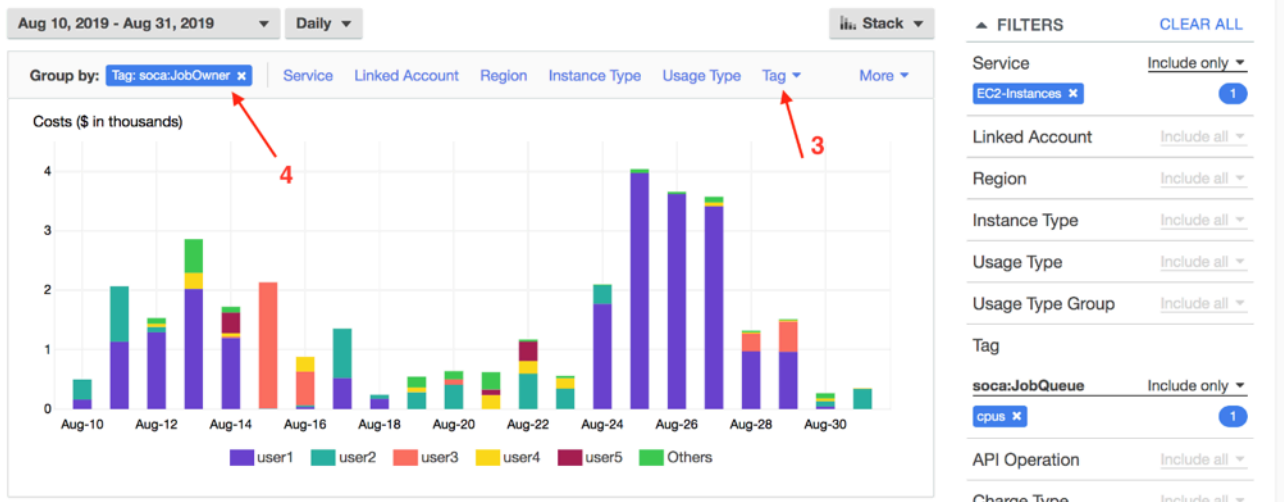 Aug 10, 2019 - Aug 31, 2019
Daily
Stack
Group by: Tag: soca:JobOwner × Service Linked Account Region Instance Type Usage Type Tag More
Costs ($ in thousands)
4
3
4
3
2
1
0
Aug-10 Aug-12 Aug-14 Aug-16 Aug-18 Aug-20 Aug-22 Aug-24 Aug-26 Aug-28 Aug-30
user1 user2 user3 user4 user5 Others
FILTERS CLEAR ALL
Service Include only
EC2-Instances × 1
Linked Account Include all
Region Include all
Instance Type Include all
Usage Type Include all
Usage Type Group Include all
Tag
soca:JobQueue Include only
cpus × 1
API Operation Include all
Charge Type Include all